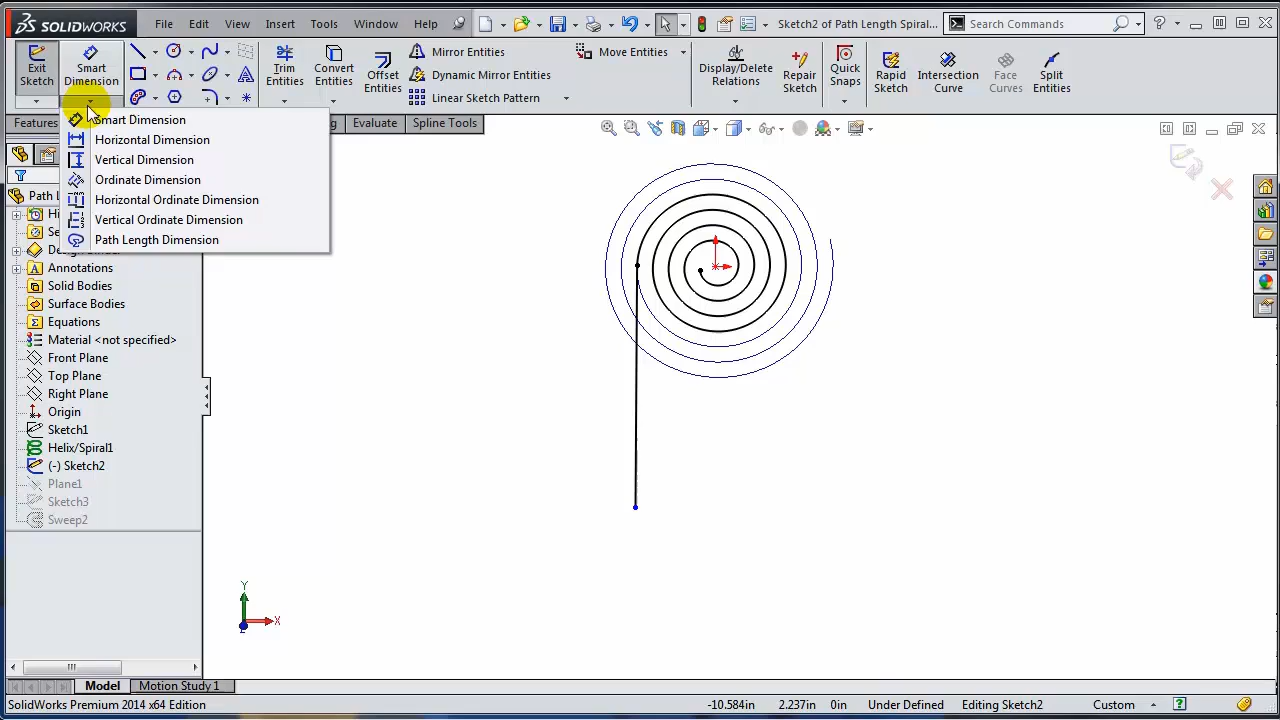 SOLIDWORKS File Edit View Insert Tools Window Help Sketch2 of Path Length Spiral... Search Commands
Exit Sketch
Smart Dimension
Trim Entities
Convert Entities
Offset Entities
Mirror Entities
Dynamic Mirror Entities
Linear Sketch Pattern
Move Entities
Display/Delete Relations
Repair Sketch
Quick Snaps
Rapid Sketch
Intersection Curve
Face Curves
Split Entities
Features
Evaluate
Spline Tools
Smart Dimension
Horizontal Dimension
Vertical Dimension
Ordinate Dimension
Horizontal Ordinate Dimension
Vertical Ordinate Dimension
Path Length Dimension
Path L
Hi
Se
Annotations
Solid Bodies
Surface Bodies
Equations
Material <not specified>
Front Plane
Top Plane
Right Plane
Origin
Sketch1
Helix/Spiral1
(-) Sketch2
Plane1
Sketch3
Sweep2
Y
X
Z
Model
Motion Study 1
SolidWorks Premium 2014 x64 Edition -10.584in 2.237in 0in Under Defined Editing Sketch2 Custom